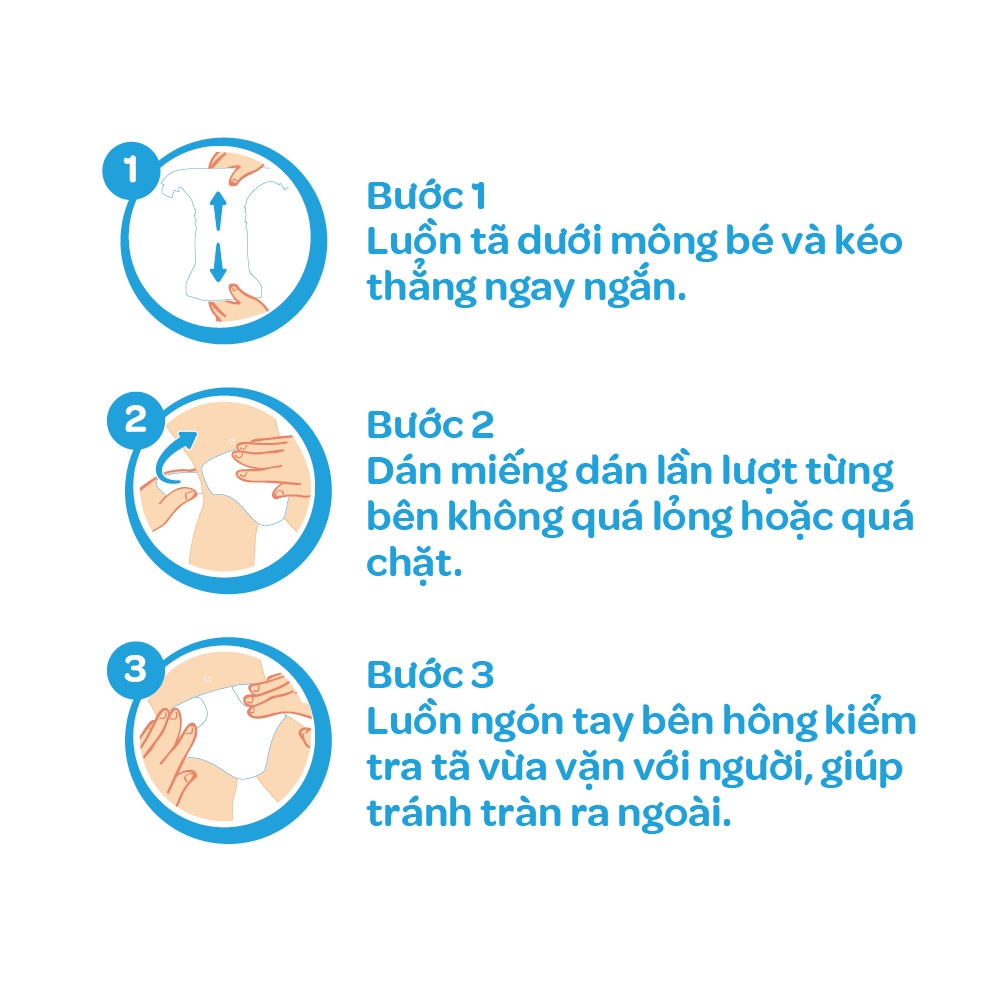 1
Bước 1
Luồn tã dưới mông bé và kéo
thẳng ngay ngắn.
2
Bước 2
Dán miếng dán lần lượt từng
bên không quá lỏng hoặc quá
chặt.
3
Bước 3
Luồn ngón tay bên hông kiểm
tra tã vừa vặn với người, giúp
tránh tràn ra ngoài.